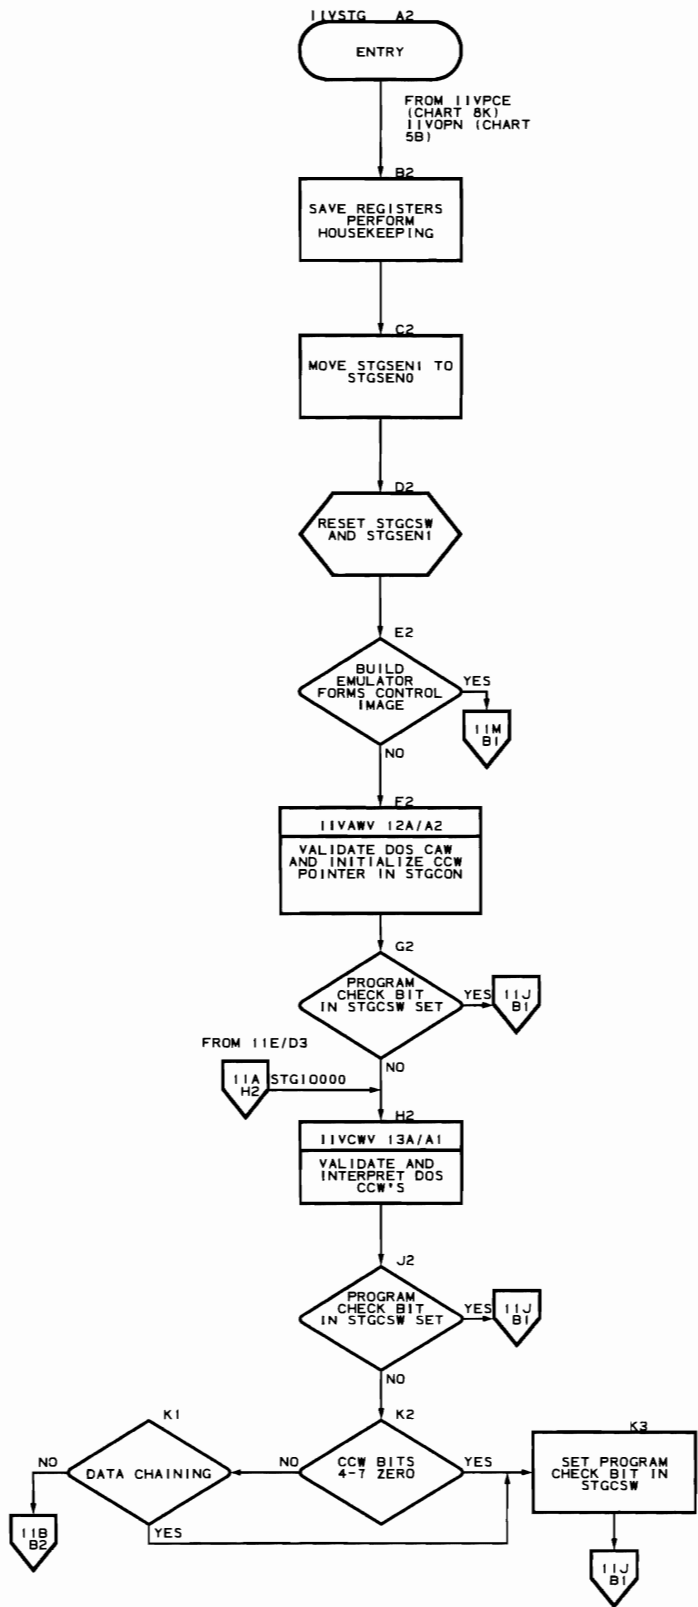 IIVSTG A2
ENTRY
FROM IIVPCE
(CHART 8K)
IIVOPN (CHART
5B)
B2
SAVE REGISTERS
PERFORM
HOUSEKEEPING
C2
MOVE STGSEN1 TO
STGSEN0
D2
RESET STGCSW
AND STGSEN1
E2
BUILD
EMULATOR
FORMS CONTROL
IMAGE
YES
11M
B1
NO
F2
IIVAWV 12A/A2
VALIDATE DOS CAW
AND INITIALIZE CCW
POINTER IN STGCON
G2
PROGRAM
CHECK BIT
IN STGCSW SET
YES
11J
B1
NO
FROM 11E/D3
11A
H2
STGIO000
H2
IIVCWV 13A/A1
VALIDATE AND
INTERPRET DOS
CCW'S
J2
PROGRAM
CHECK BIT
IN STGCSW SET
YES
11J
B1
NO
K1
DATA CHAINING
NO
11B
B2
YES
K2
CCW BITS
4-7 ZERO
NO
YES
K3
SET PROGRAM
CHECK BIT IN
STGCSW
11J
B1